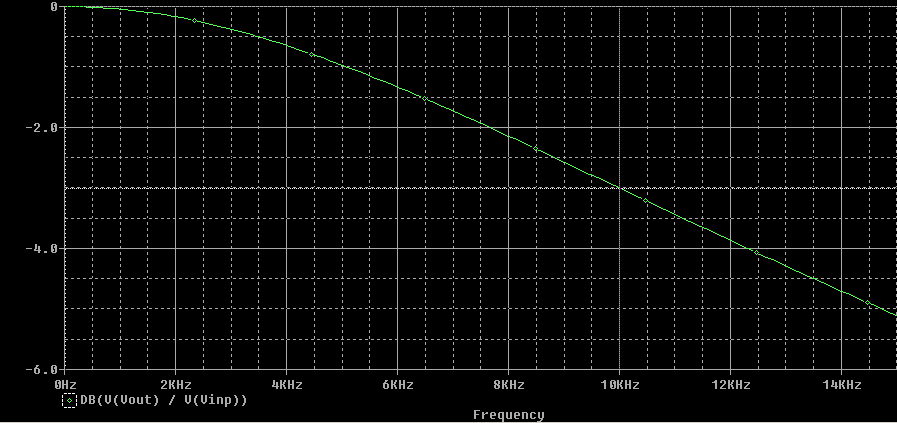 0
-2.0
-4.0
-6.0
0Hz 2KHz 4KHz 6KHz 8KHz 10KHz 12KHz 14KHz
DB(V(Vout) / V(Vinp))
Frequency